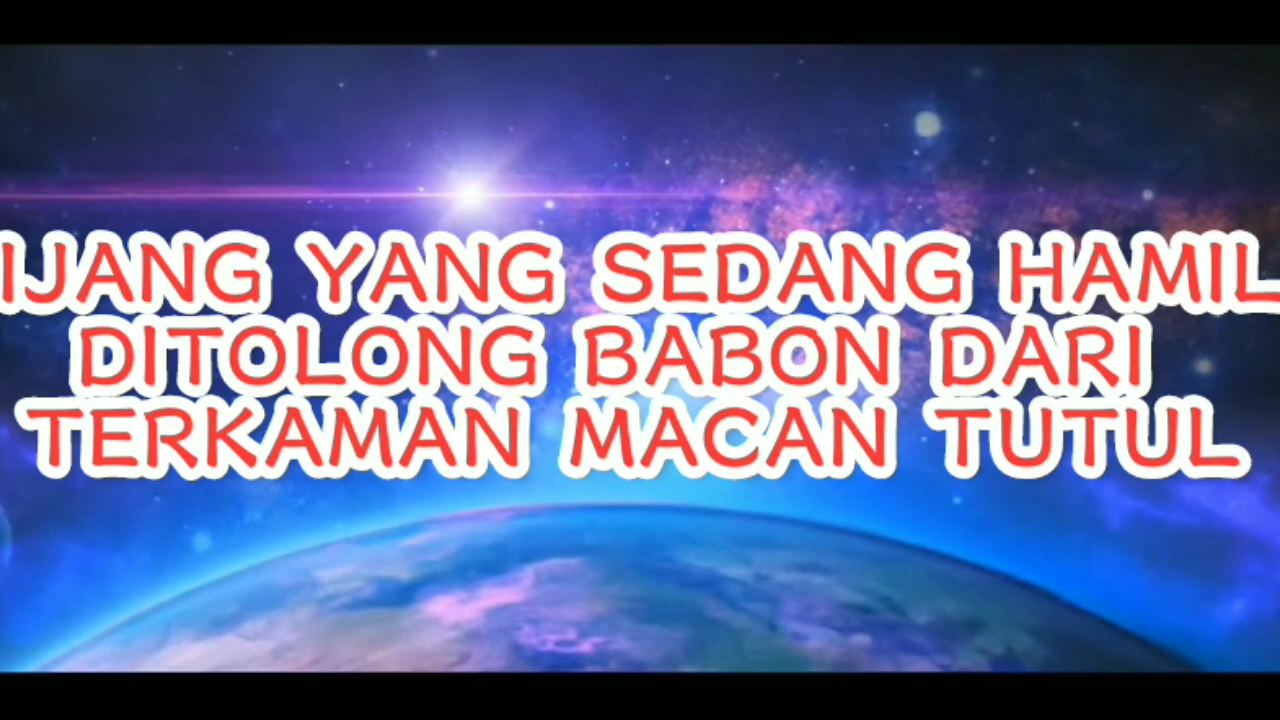 IJANG YANG SEDANG HAMIL
DITOLONG BABON DARI
TERKAMAN MACAN TUTUL